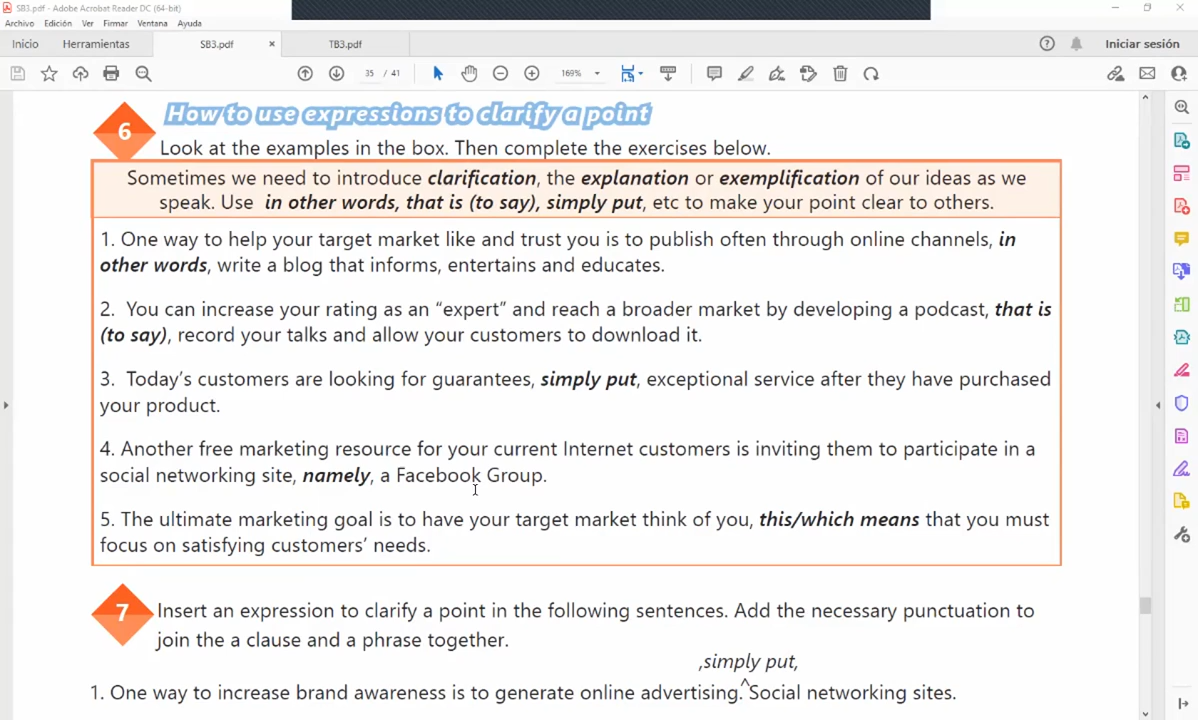 SB3.pdf - Adobe Acrobat Reader DC (64-bit)
Archivo Edición Ver Firmar Ventana Ayuda
Inicio Herramientas SB3.pdf × TB3.pdf Iniciar sesión
35 / 41 169%
6 How to use expressions to clarify a point
Look at the examples in the box. Then complete the exercises below.
Sometimes we need to introduce clarification, the explanation or exemplification of our ideas as we
speak. Use in other words, that is (to say), simply put, etc to make your point clear to others.
1. One way to help your target market like and trust you is to publish often through online channels, in
other words, write a blog that informs, entertains and educates.
2. You can increase your rating as an “expert” and reach a broader market by developing a podcast, that is
(to say), record your talks and allow your customers to download it.
3. Today’s customers are looking for guarantees, simply put, exceptional service after they have purchased
your product.
4. Another free marketing resource for your current Internet customers is inviting them to participate in a
social networking site, namely, a Facebook Group.
5. The ultimate marketing goal is to have your target market think of you, this/which means that you must
focus on satisfying customers’ needs.
7 Insert an expression to clarify a point in the following sentences. Add the necessary punctuation to
join the a clause and a phrase together.
,simply put,
1. One way to increase brand awareness is to generate online advertising.^Social networking sites.